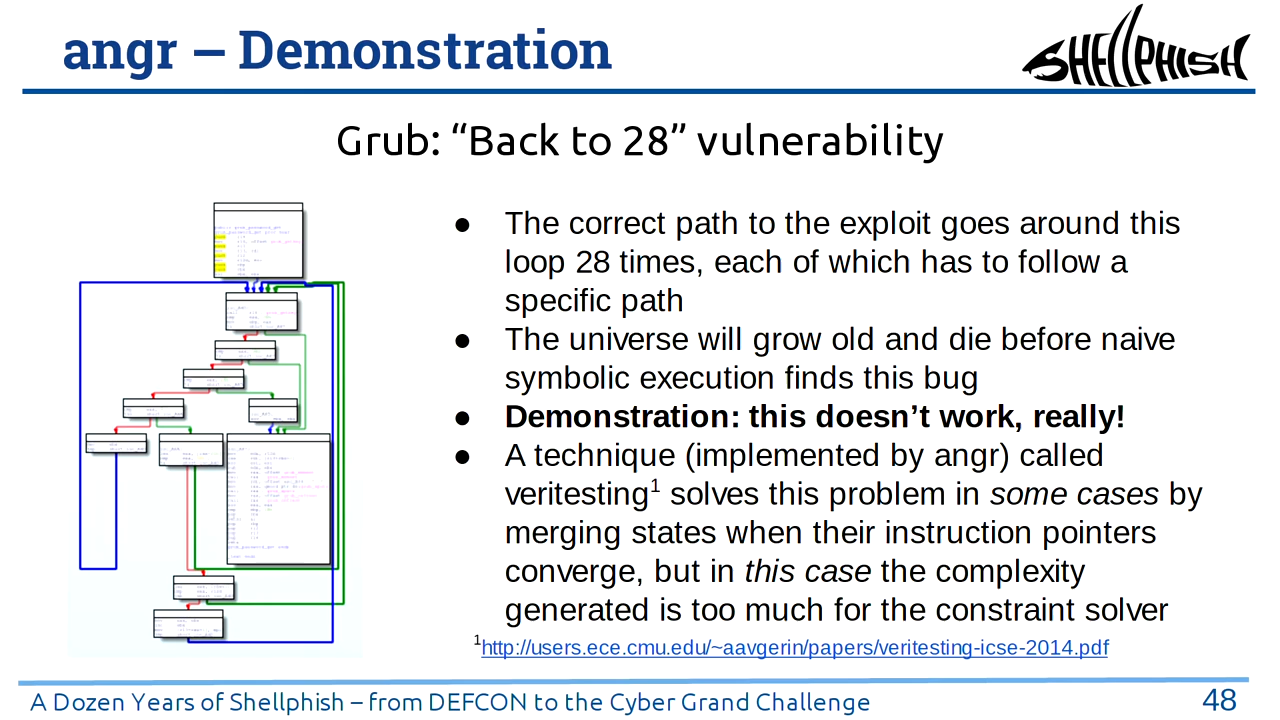 angr – Demonstration
SHELLPHISH
Grub: “Back to 28” vulnerability
● The correct path to the exploit goes around this
loop 28 times, each of which has to follow a
specific path
● The universe will grow old and die before naive
symbolic execution finds this bug
● Demonstration: this doesn’t work, really!
● A technique (implemented by angr) called
veritesting1 solves this problem in some cases by
merging states when their instruction pointers
converge, but in this case the complexity
generated is too much for the constraint solver
1http://users.ece.cmu.edu/~aavgerin/papers/veritesting-icse-2014.pdf
A Dozen Years of Shellphish – from DEFCON to the Cyber Grand Challenge
48